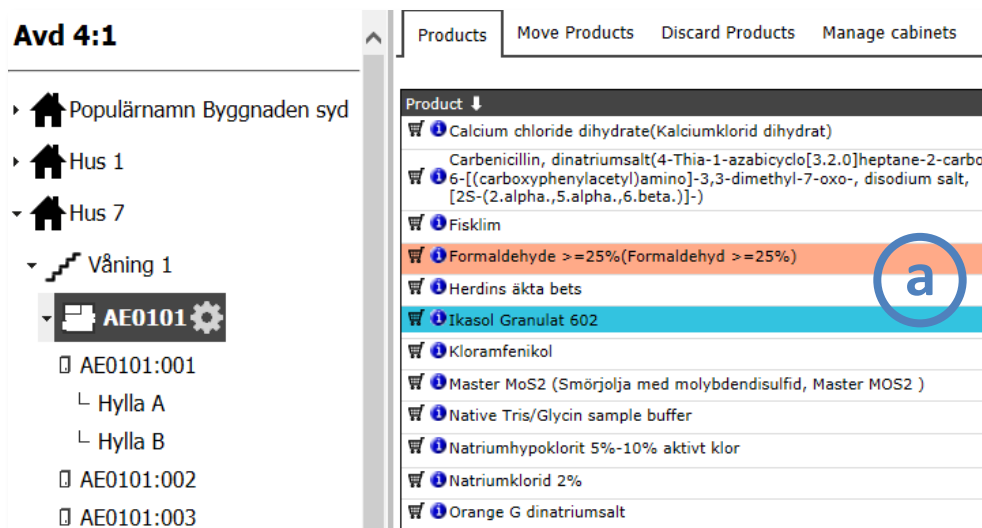 Avd 4:1
Populärnamn Byggnaden syd
Hus 1
Hus 7
Våning 1
AE0101
AE0101:001
Hylla A
Hylla B
AE0101:002
AE0101:003
Products Move Products Discard Products Manage cabinets
Product
Calcium chloride dihydrate(Kalciumklorid dihydrat)
Carbenicillin, dinatriumsalt(4-Thia-1-azabicyclo[3.2.0]heptane-2-carbo
6-[(carboxyphenylacetyl)amino]-3,3-dimethyl-7-oxo-, disodium salt,
[2S-(2.alpha.,5.alpha.,6.beta.)]-)
Fisklim
Formaldehyde >=25%(Formaldehyd >=25%)
Herdins äkta bets
Ikasol Granulat 602
Kloramfenikol
Master MoS2 (Smörjolja med molybdendisulfid, Master MOS2 )
Native Tris/Glycin sample buffer
Natriumhypoklorit 5%-10% aktivt klor
Natriumklorid 2%
Orange G dinatriumsalt
a